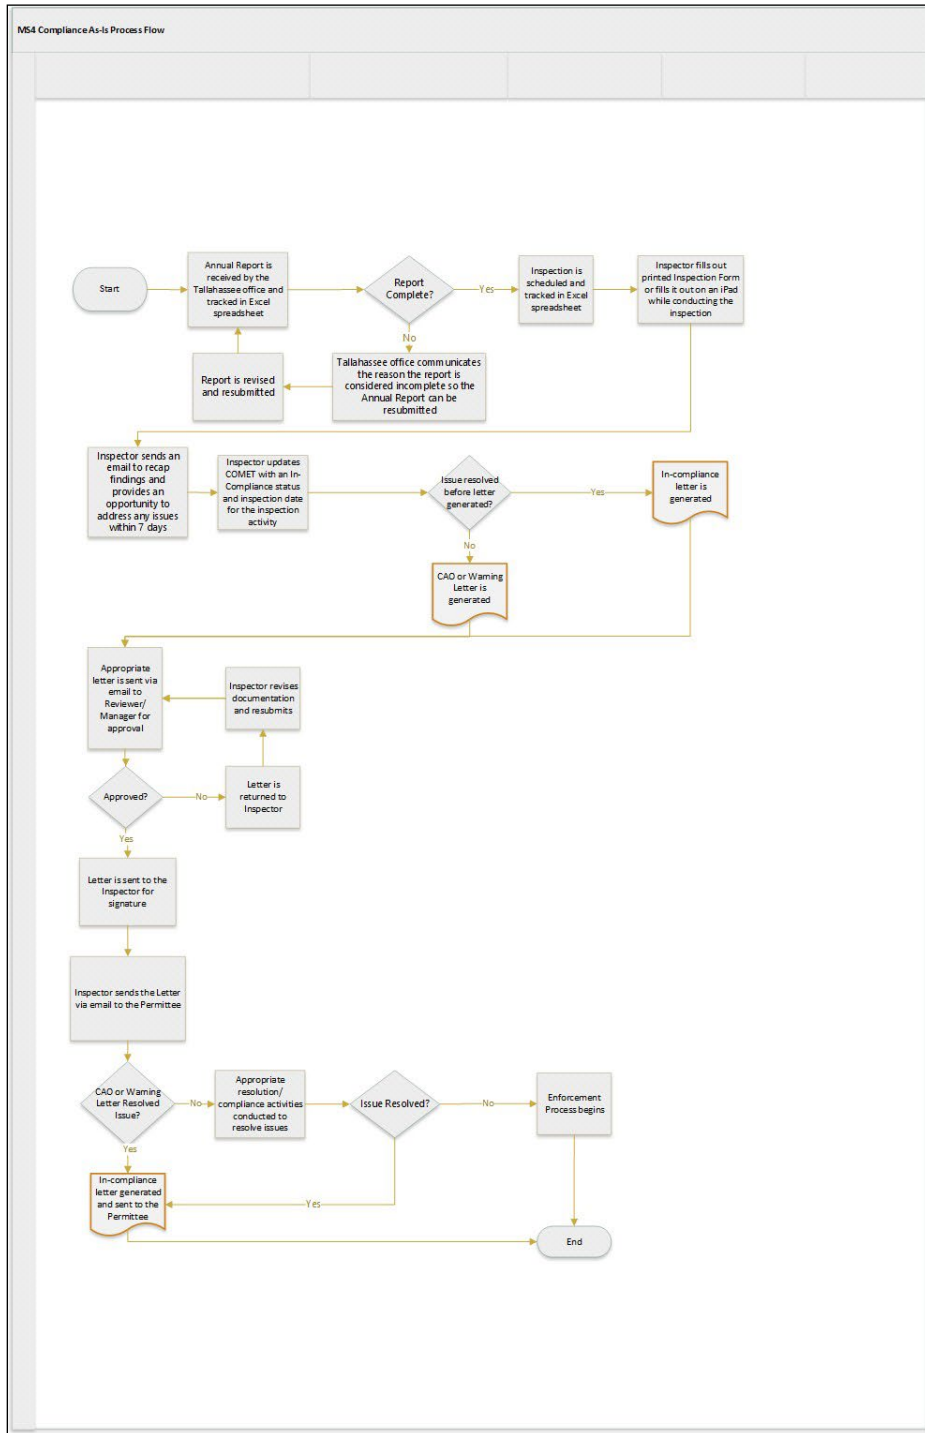 MS4 Compliance As-Is Process Flow
Start
Annual Report is
received by the
Tallahassee office and
tracked in Excel
spreadsheet
Report
Complete?
Yes
Inspection is
scheduled and
tracked in Excel
spreadsheet
Inspector fills out
printed Inspection Form
or fills it out on an iPad
while conducting the
inspection
No
Tallahassee office communicates
the reason the report is
considered incomplete so the
Annual Report can be
resubmitted
Report is revised
and resubmitted
Inspector sends an
email to recap
findings and
provides an
opportunity to
address any issues
within 7 days
Inspector updates
COMET with an In-
Compliance status
and inspection date
for the inspection
activity
Issue resolved
before letter
generated?
Yes
In-compliance
letter is
generated
No
CAO or Warning
Letter is
generated
Appropriate
letter is sent via
email to
Reviewer/
Manager for
approval
Inspector revises
documentation
and resubmits
Approved?
No
Letter is
returned to
Inspector
Yes
Letter is sent to the
Inspector for
signature
Inspector sends the Letter
via email to the Permittee
CAO or Warning
Letter Resolved
Issue?
No
Appropriate
resolution/
compliance activities
conducted to
resolve issues
Issue Resolved?
No
Enforcement
Process begins
Yes
In-compliance
letter generated
and sent to the
Permittee
Yes
End